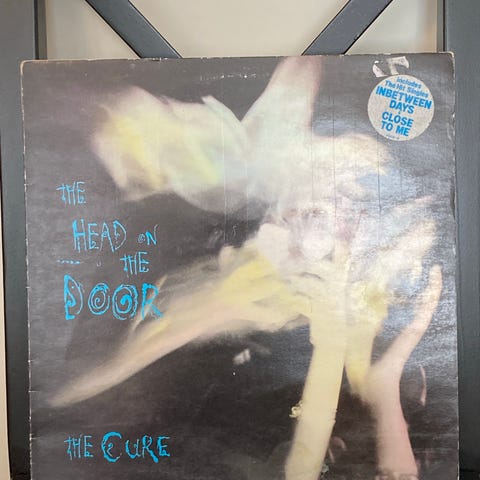 includes
The Hit Singles
INBETWEEN
DAYS
CLOSE
TO ME
THE
HEAD ON
THE
DOOR
THE CURE